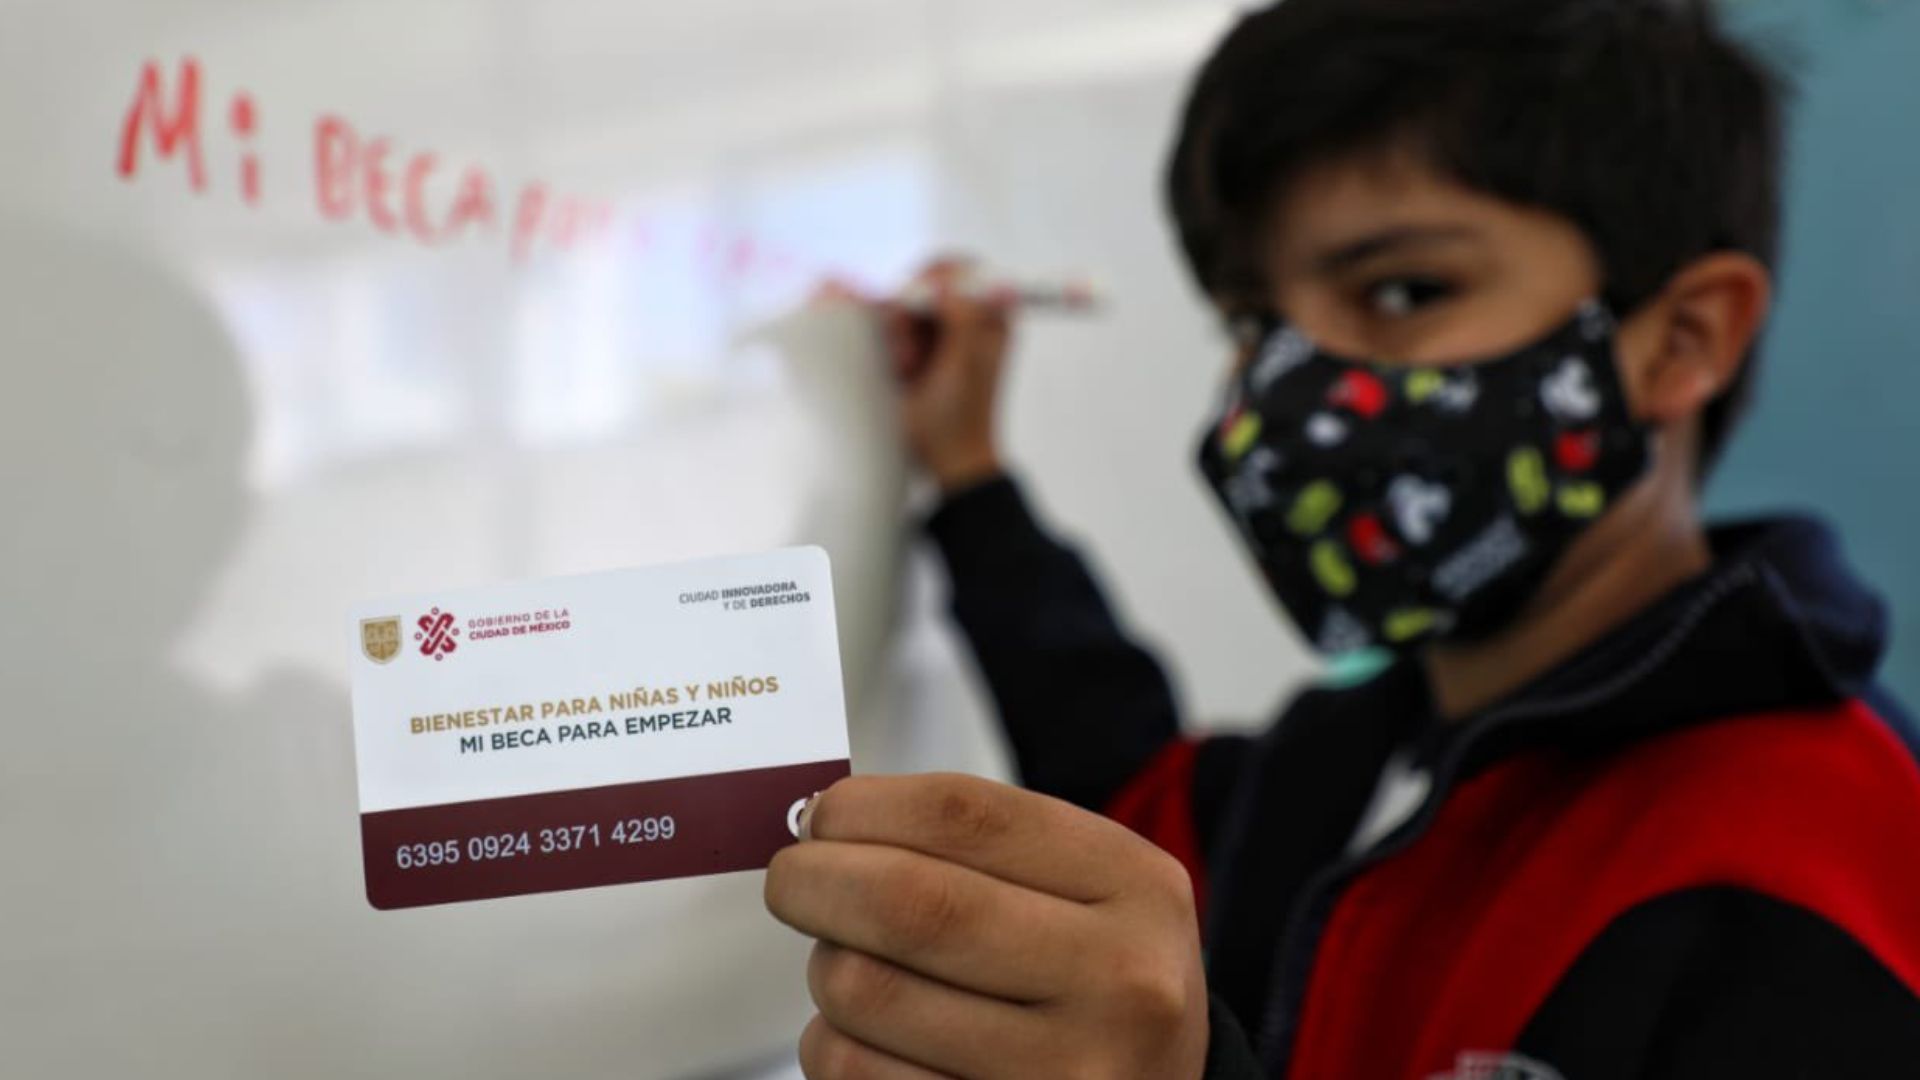 Mi BECA
GOBIERNO DE LA
CIUDAD DE MÉXICO
CIUDAD INNOVADORA
Y DE DERECHOS
BIENESTAR PARA NIÑAS Y NIÑOS
MI BECA PARA EMPEZAR
6395 0924 3371 4299